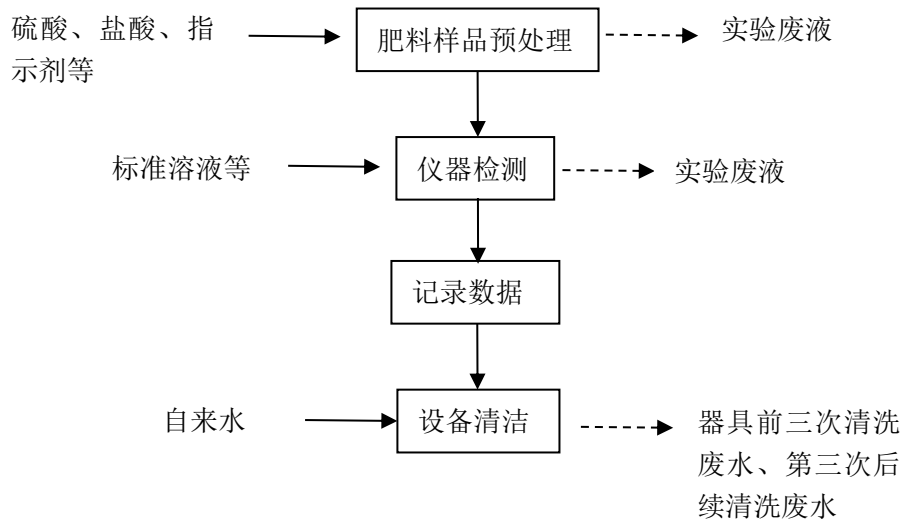 硫酸、盐酸、指
示剂等
肥料样品预处理
实验废液
标准溶液等
仪器检测
实验废液
记录数据
自来水
设备清洁
器具前三次清洗
废水、第三次后
续清洗废水